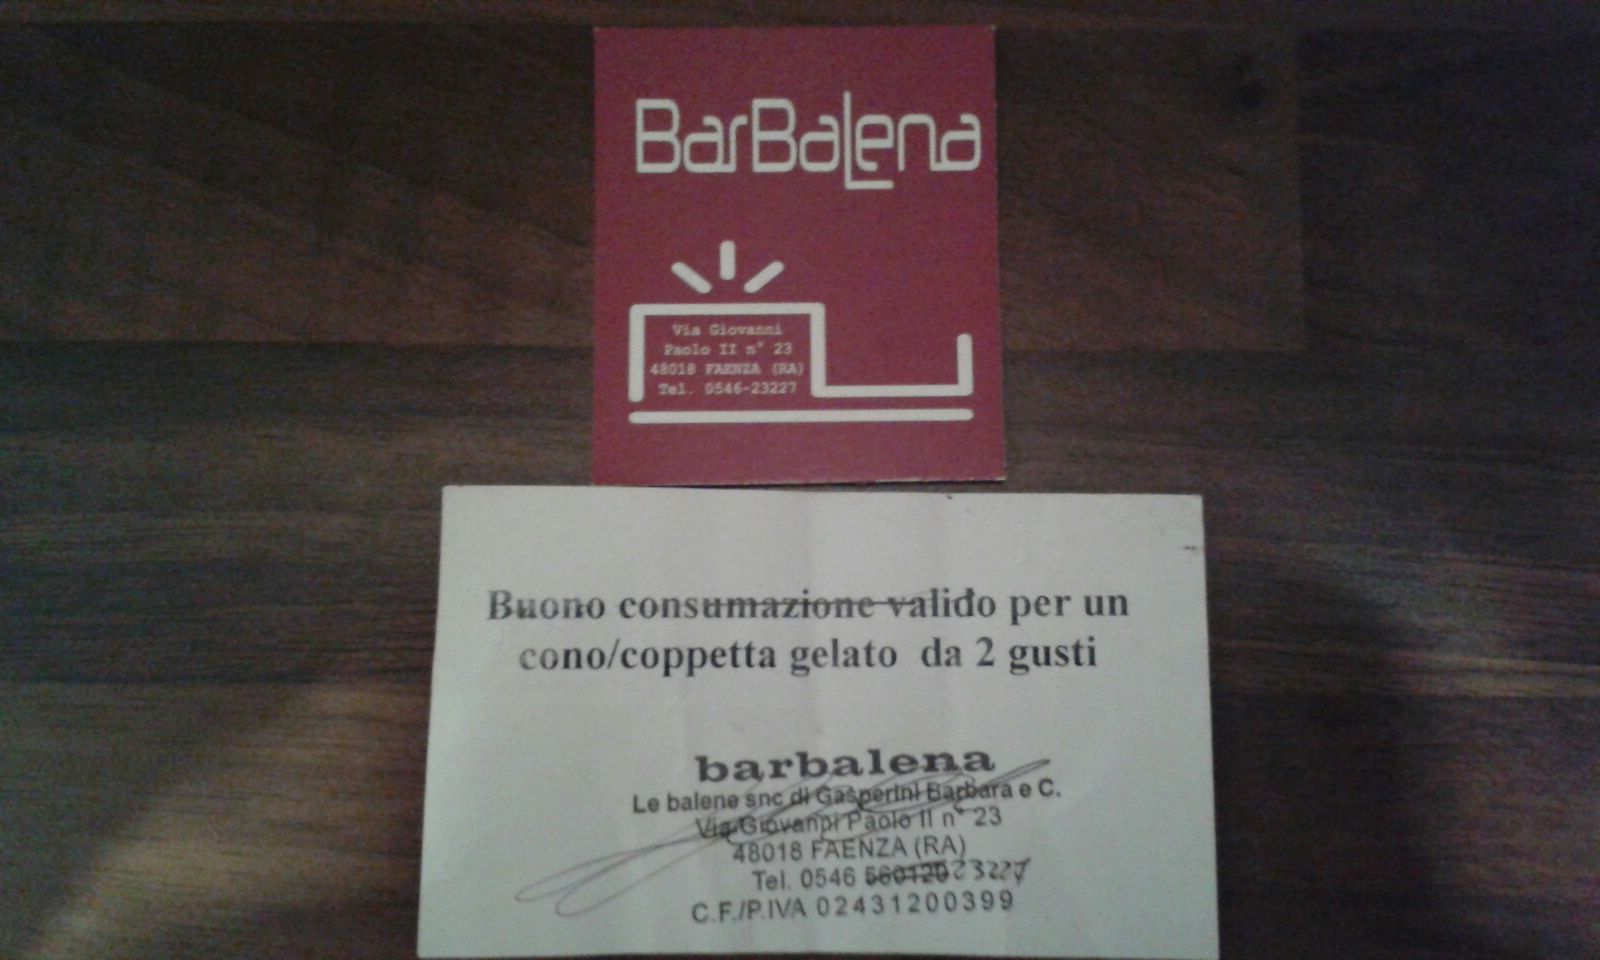 BarBaLena
Via Giovanni
Paolo II n° 23
48018 FAENZA (RA)
Tel. 0546-23227
Buono consumazione valido per un
cono/coppetta gelato da 2 gusti
barbalena
Le balene snc di Gasperini Barbara e C.
Via Giovanni Paolo II n° 23
48018 FAENZA (RA)
Tel. 0546 560120 23227
C.F./P.IVA 02431200399